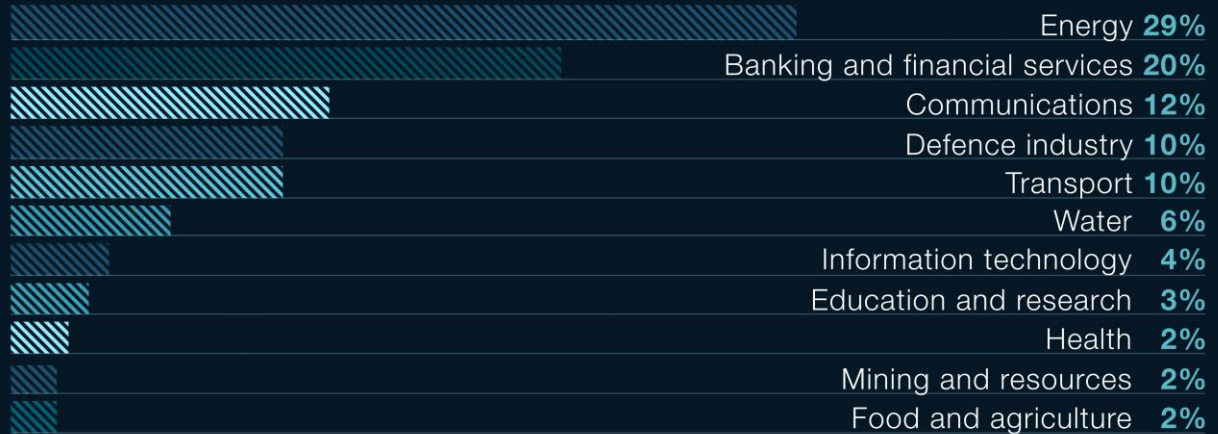 Energy 29%
Banking and financial services 20%
Communications 12%
Defence industry 10%
Transport 10%
Water 6%
Information technology 4%
Education and research 3%
Health 2%
Mining and resources 2%
Food and agriculture 2%